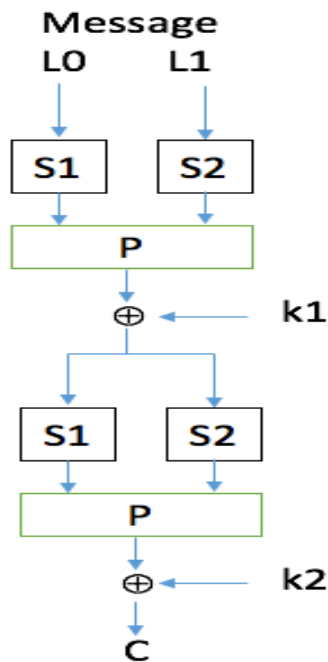 Message
L0 L1
S1 S2
P
⊕ k1
S1 S2
P
⊕ k2
C